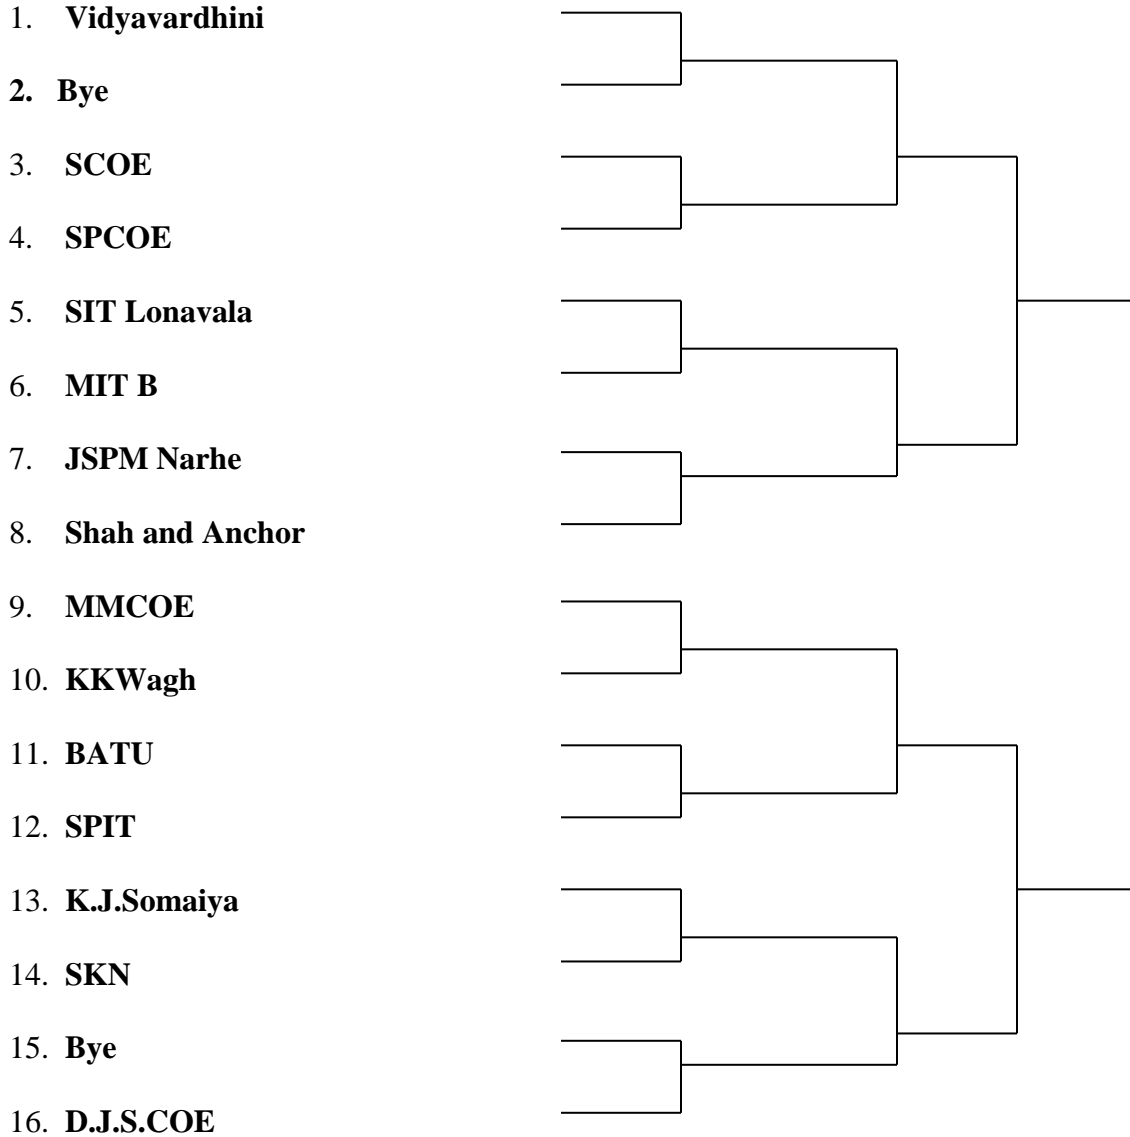 1. Vidyavardhini
2. Bye
3. SCOE
4. SPCOE
5. SIT Lonavala
6. MIT B
7. JSPM Narhe
8. Shah and Anchor
9. MMCOE
10. KKWagh
11. BATU
12. SPIT
13. K.J.Somaiya
14. SKN
15. Bye
16. D.J.S.COE